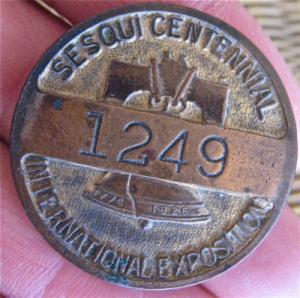 SESQUI CENTENNIAL
1249
1776 1926
INTERNATIONAL EXPOSITION